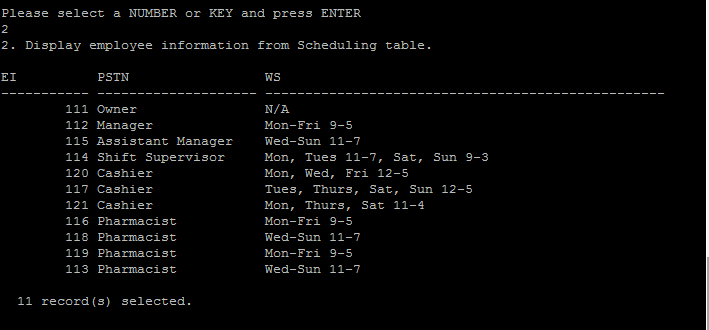 Please select a NUMBER or KEY and press ENTER
2
2. Display employee information from Scheduling table.
EI          PSTN                 WS
----------- -------------------- --------------------------------------------------
        111 Owner                N/A
        112 Manager              Mon-Fri 9-5
        115 Assistant Manager    Wed-Sun 11-7
        114 Shift Supervisor     Mon, Tues 11-7, Sat, Sun 9-3
        120 Cashier              Mon, Wed, Fri 12-5
        117 Cashier              Tues, Thurs, Sat, Sun 12-5
        121 Cashier              Mon, Thurs, Sat 11-4
        116 Pharmacist           Mon-Fri 9-5
        118 Pharmacist           Wed-Sun 11-7
        119 Pharmacist           Mon-Fri 9-5
        113 Pharmacist           Wed-Sun 11-7
  11 record(s) selected.